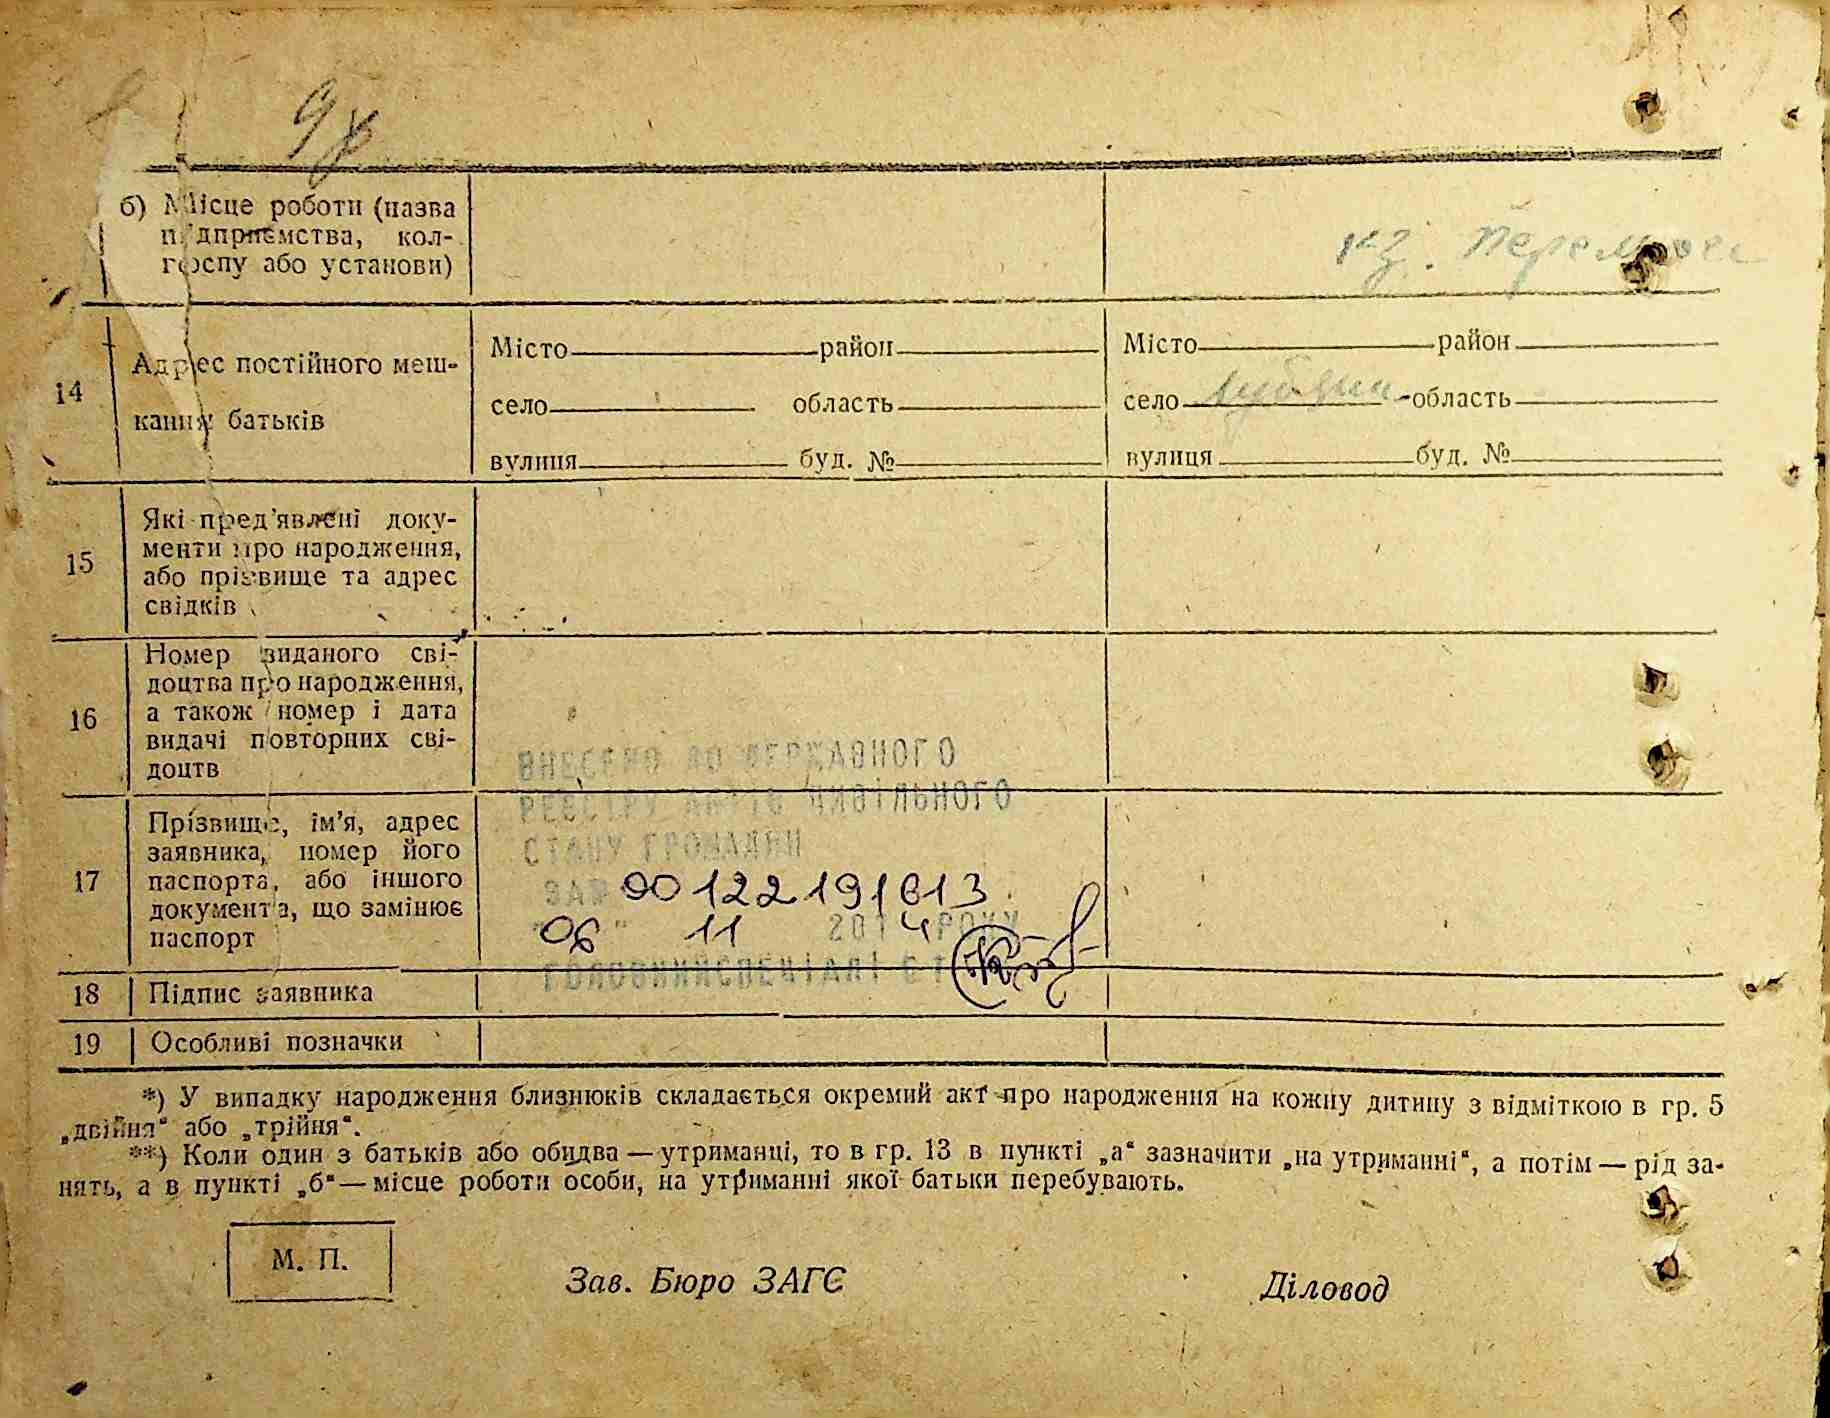 б) Місце роботи (назва
підприємства, кол-
госпу або установи)
кз. Перемога
14
Адрес постійного меш-
кання батьків
Місто район
село область
вулиця буд. №
Місто район
село область
вулиця буд. №
15
Які пред'явлені доку-
менти про народження,
або прізвище та адрес
свідків
16
Номер виданого сві-
доцтва про народження,
а також номер і дата
видачі повторних сві-
доцтв
ВНЕСЕНО ДО ДЕРЖАВНОГО
РЕЄСТРУ АКТІВ ЦИВІЛЬНОГО
СТАНУ ГРОМАДЯН
17
Прізвище, ім'я, адрес
заявника, номер його
паспорта, або іншого
документа, що замінює
паспорт
00122191613
"06" 11 2014 РОКУ
ГОЛОВНИЙ СПЕЦІАЛІСТ
18
Підпис заявника
19
Особливі позначки
*) У випадку народження близнюків складається окремий акт про народження на кожну дитину з відміткою в гр. 5
„двійня“ або „трійня“.
**) Коли один з батьків або обидва — утриманці, то в гр. 13 в пункті „а“ зазначити „на утриманні“, а потім — рід за-
нять, а в пункті „б“ — місце роботи особи, на утриманні якої батьки перебувають.
М. П.
Зав. Бюро ЗАГС
Діловод